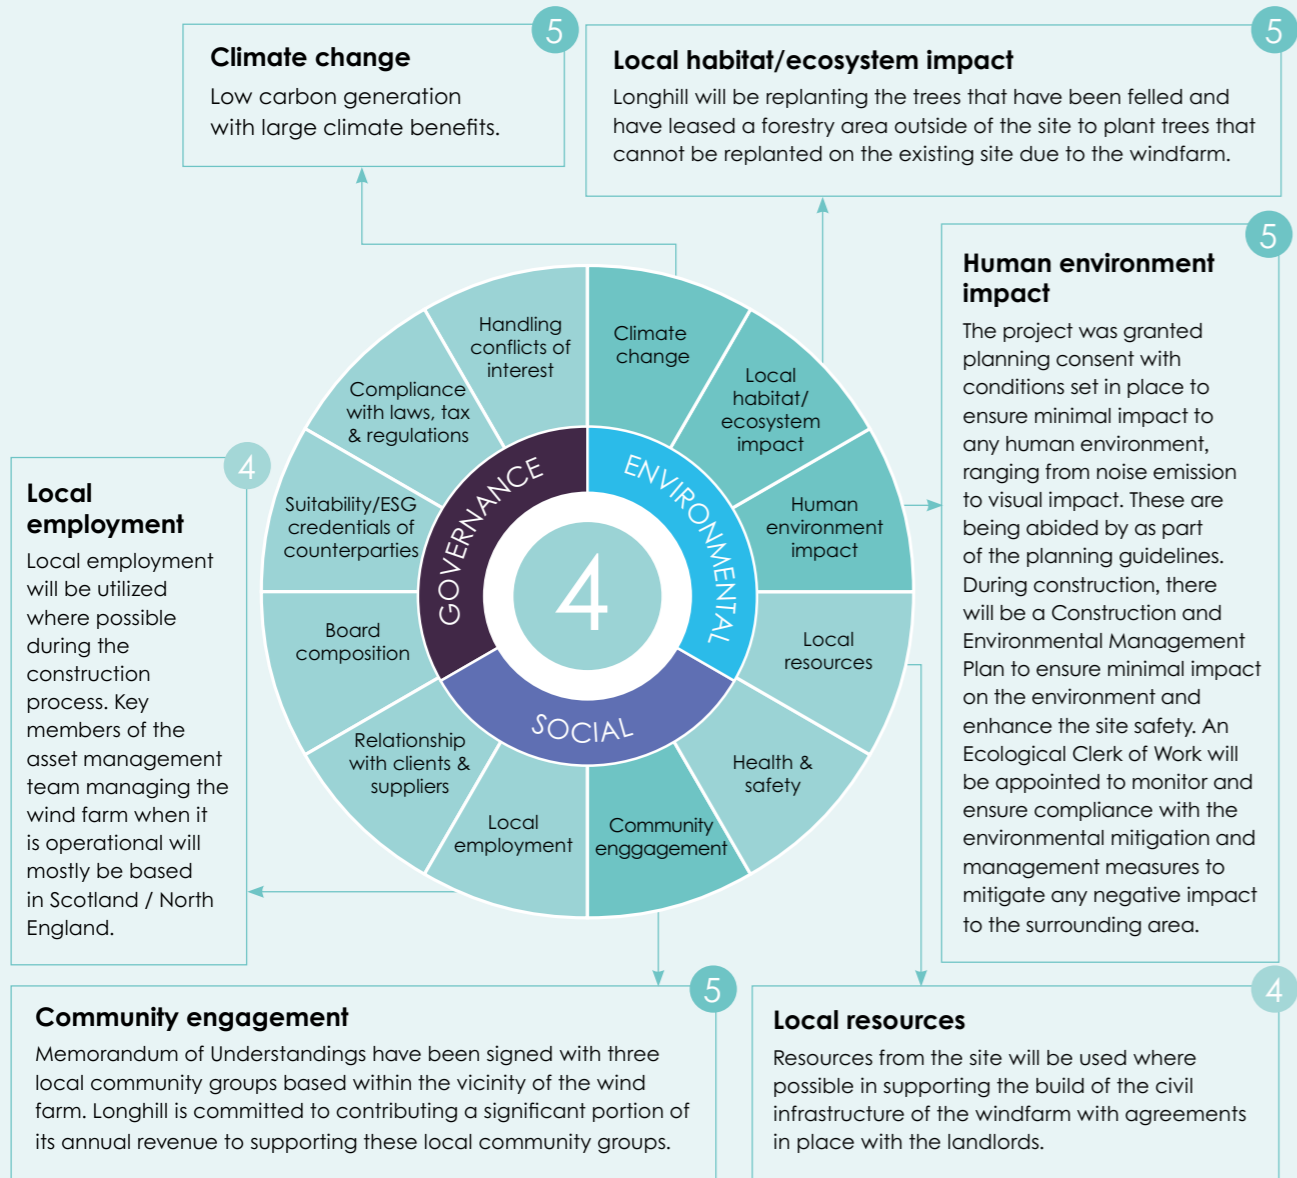 5
Climate change
Low carbon generation
with large climate benefits.
5
Local habitat/ecosystem impact
Longhill will be replanting the trees that have been felled and
have leased a forestry area outside of the site to plant trees that
cannot be replanted on the existing site due to the windfarm.
5
Human environment
impact
The project was granted
planning consent with
conditions set in place to
ensure minimal impact to
any human environment,
ranging from noise emission
to visual impact. These are
being abided by as part
of the planning guidelines.
During construction, there
will be a Construction and
Environmental Management
Plan to ensure minimal impact
on the environment and
enhance the site safety. An
Ecological Clerk of Work will
be appointed to monitor and
ensure compliance with the
environmental mitigation and
management measures to
mitigate any negative impact
to the surrounding area.
Climate
change
Local
habitat/
ecosystem
impact
Human
environment
impact
Local
resources
Health &
safety
Community
enggagement
Local
employment
Relationship
with clients &
suppliers
Board
composition
Suitability/ESG
credentials of
counterparties
Compliance
with laws, tax
& regulations
Handling
conflicts of
interest
GOVERNANCE
ENVIRONMENTAL
SOCIAL
4
4
Local
employment
Local employment
will be utilized
where possible
during the
construction
process. Key
members of the
asset management
team managing the
wind farm when it
is operational will
mostly be based
in Scotland / North
England.
5
Community engagement
Memorandum of Understandings have been signed with three
local community groups based within the vicinity of the wind
farm. Longhill is committed to contributing a significant portion of
its annual revenue to supporting these local community groups.
4
Local resources
Resources from the site will be used where
possible in supporting the build of the civil
infrastructure of the windfarm with agreements
in place with the landlords.